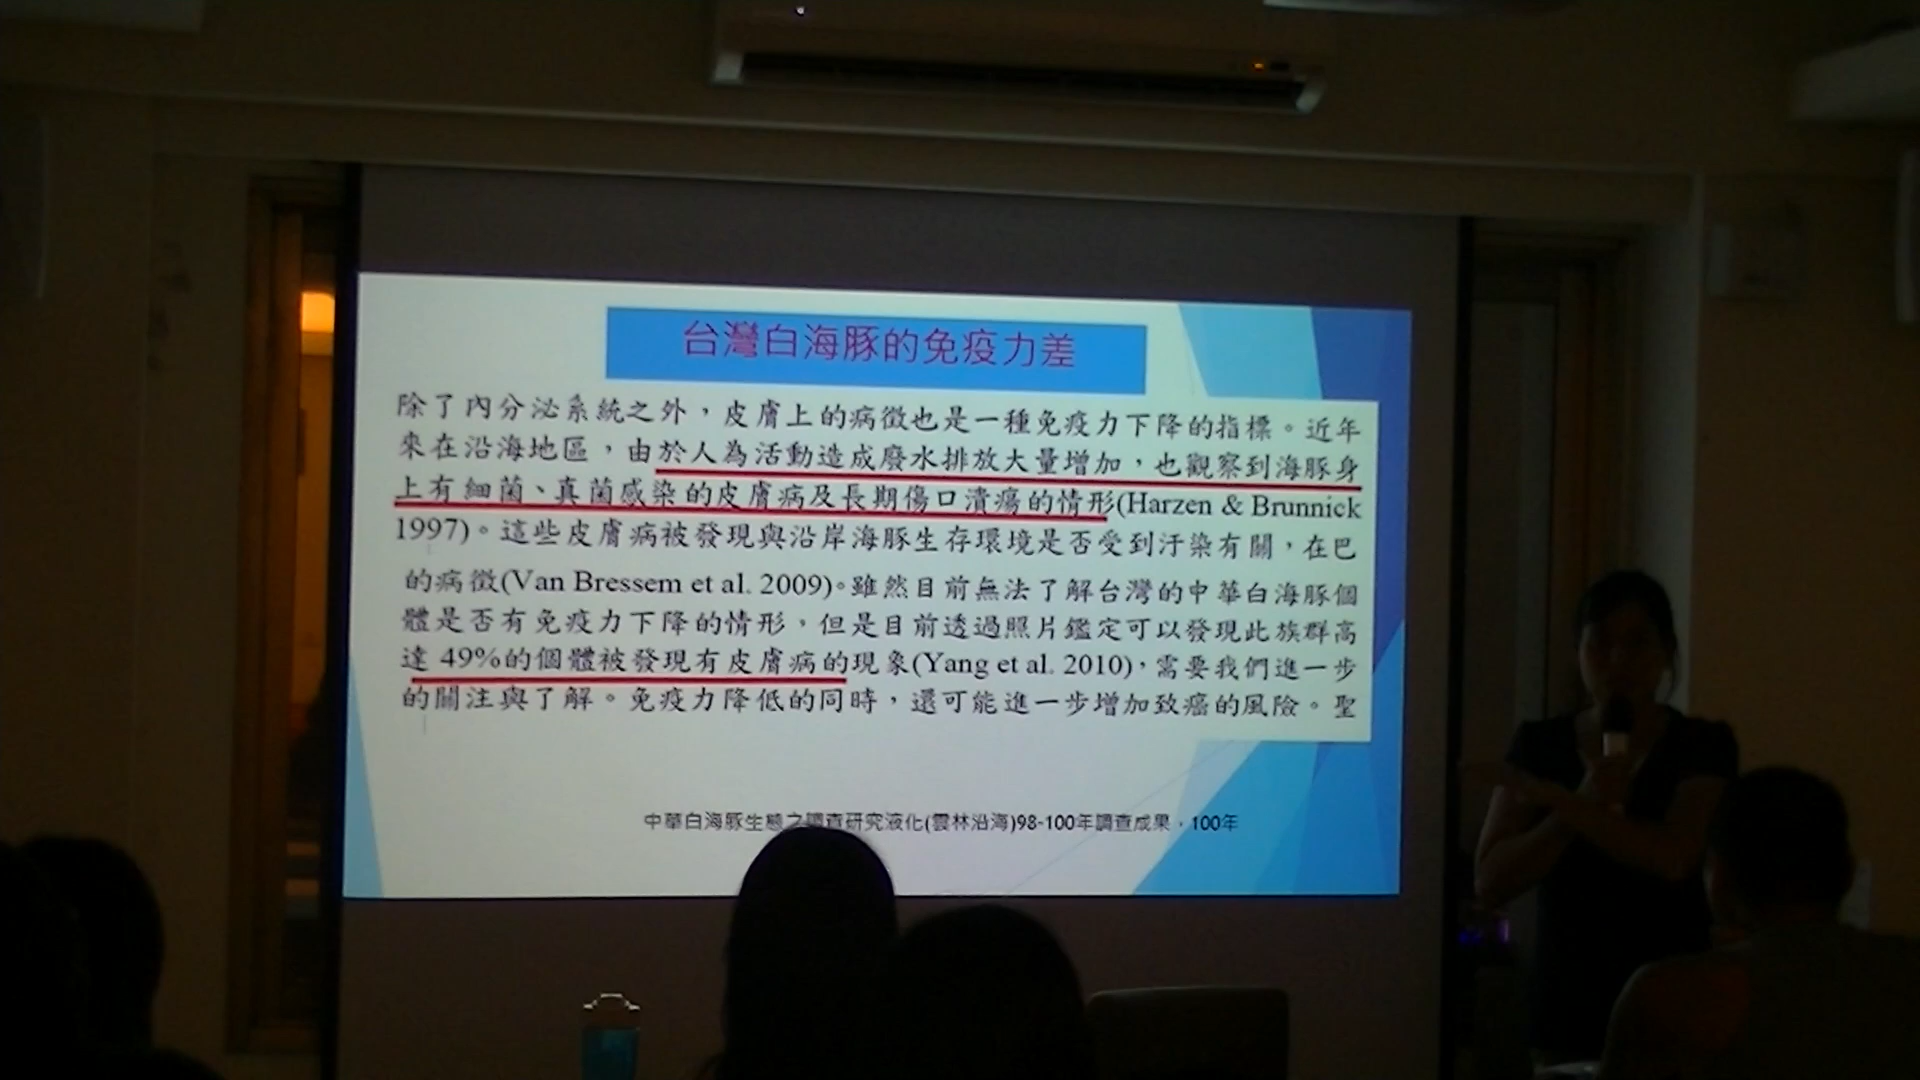 台灣白海豚的免疫力差
除了內分泌系統之外，皮膚上的病徵也是一種免疫力下降的指標。近年
來在沿海地區，由於人為活動造成廢水排放大量增加，也觀察到海豚身
上有細菌、真菌感染的皮膚病及長期傷口潰瘍的情形(Harzen & Brunnick
1997)。這些皮膚病被發現與沿岸海豚生存環境是否受到汙染有關，在巴
的病徵(Van Bressem et al. 2009)。雖然目前無法了解台灣的中華白海豚個
體是否有免疫力下降的情形，但是目前透過照片鑑定可以發現此族群高
達 49%的個體被發現有皮膚病的現象(Yang et al. 2010)，需要我們進一步
的關注與了解。免疫力降低的同時，還可能進一步增加致癌的風險。聖
中華白海豚生態之調查研究液化(雲林沿海)98-100年調查成果，100年